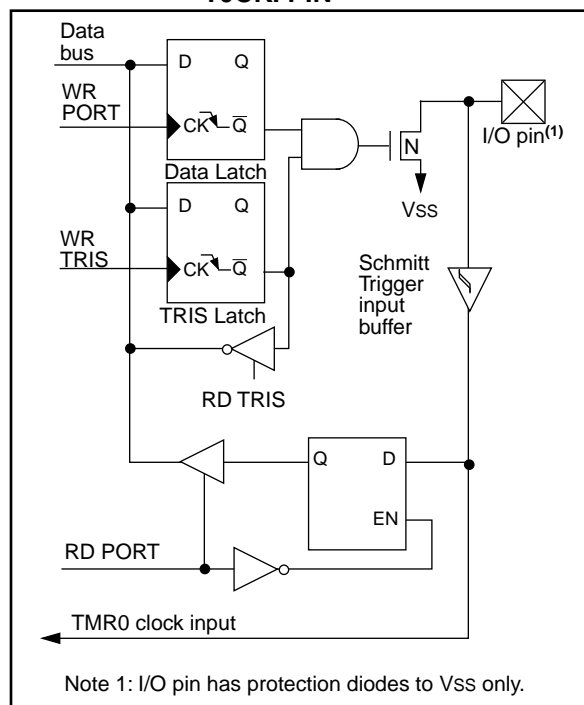 Data
bus
D Q
WR
PORT
CK Q
Data Latch
N
I/O pin(1)
VSS
D Q
WR
TRIS
CK Q
TRIS Latch
Schmitt
Trigger
input
buffer
RD TRIS
Q D
EN
RD PORT
TMR0 clock input
Note 1: I/O pin has protection diodes to VSS only.